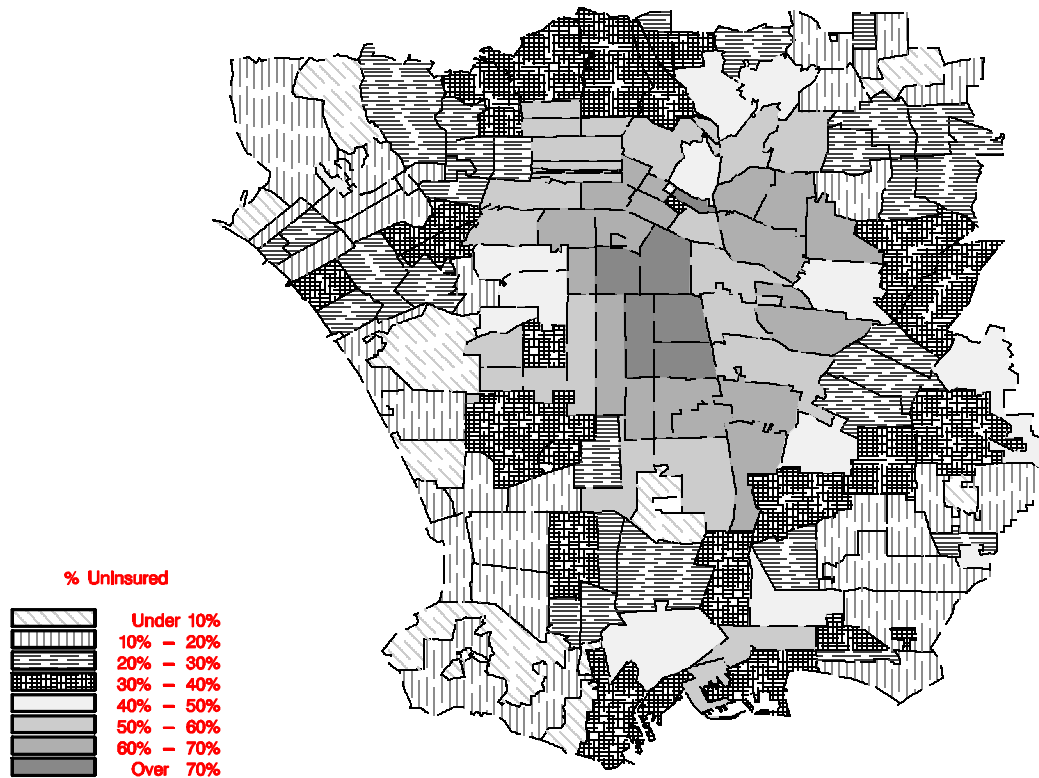 % Uninsured
Under 10%
10% – 20%
20% – 30%
30% – 40%
40% – 50%
50% – 60%
60% – 70%
Over 70%